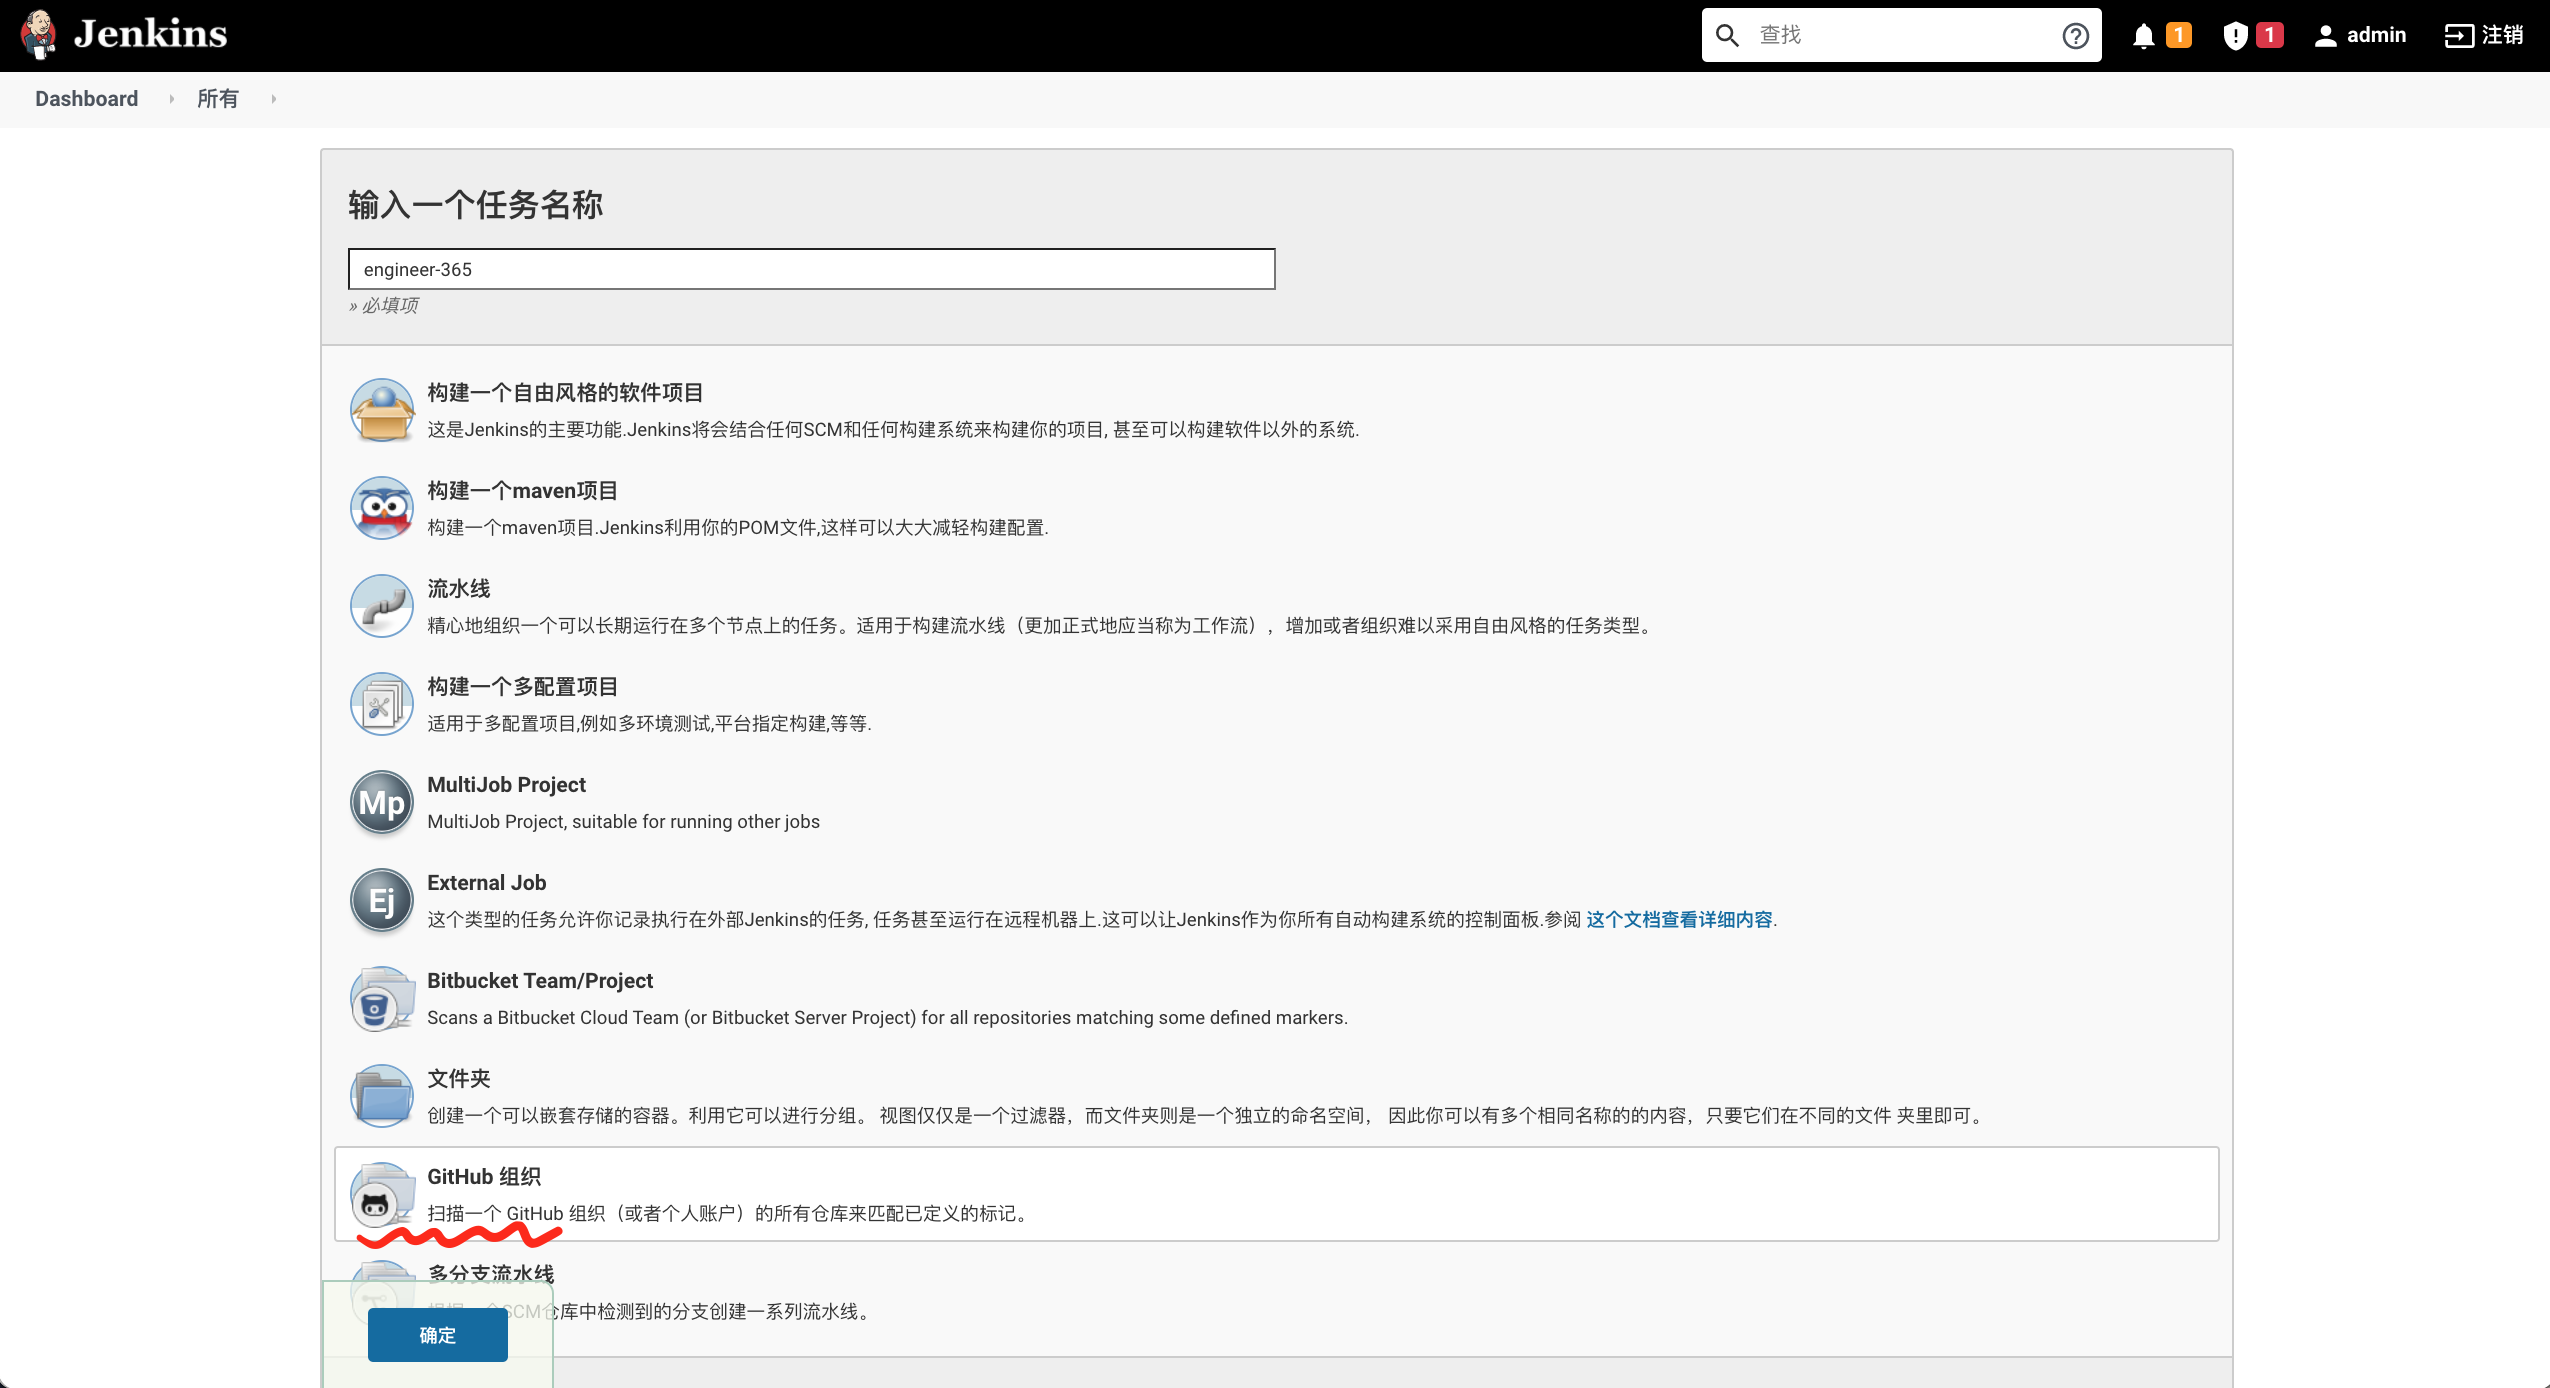 Jenkins
查找
1
1
admin
注销
Dashboard
所有
输入一个任务名称
engineer-365
» 必填项
构建一个自由风格的软件项目
这是Jenkins的主要功能.Jenkins将会结合任何SCM和任何构建系统来构建你的项目, 甚至可以构建软件以外的系统.
构建一个maven项目
构建一个maven项目.Jenkins利用你的POM文件,这样可以大大减轻构建配置.
流水线
精心地组织一个可以长期运行在多个节点上的任务。适用于构建流水线（更加正式地应当称为工作流），增加或者组织难以采用自由风格的任务类型。
构建一个多配置项目
适用于多配置项目,例如多环境测试,平台指定构建,等等.
Mp
MultiJob Project
MultiJob Project, suitable for running other jobs
Ej
External Job
这个类型的任务允许你记录执行在外部Jenkins的任务, 任务甚至运行在远程机器上.这可以让Jenkins作为你所有自动构建系统的控制面板.参阅 这个文档查看详细内容.
Bitbucket Team/Project
Scans a Bitbucket Cloud Team (or Bitbucket Server Project) for all repositories matching some defined markers.
文件夹
创建一个可以嵌套存储的容器。利用它可以进行分组。 视图仅仅是一个过滤器，而文件夹则是一个独立的命名空间， 因此你可以有多个相同名称的的内容，只要它们在不同的文件 夹里即可。
GitHub 组织
扫描一个 GitHub 组织（或者个人账户）的所有仓库来匹配已定义的标记。
多分支流水线
SCM仓库中检测到的分支创建一系列流水线。
确定